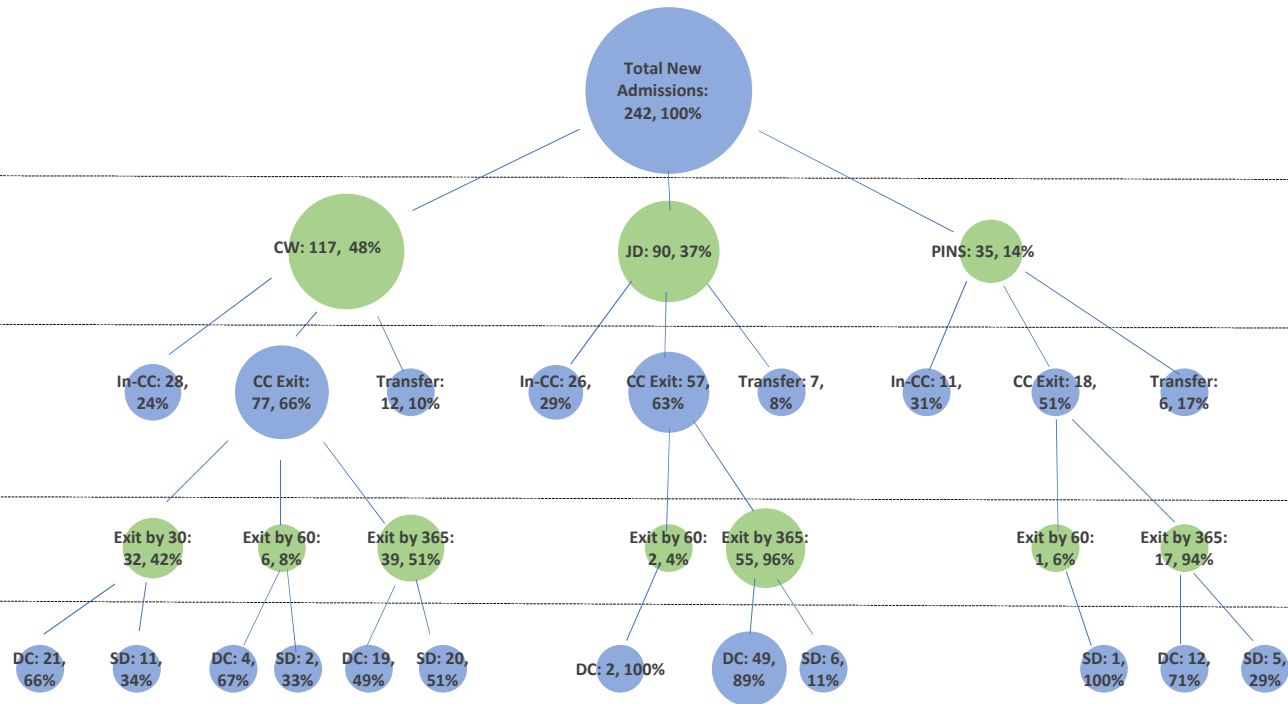 Total New
Admissions:
242, 100%
CW: 117,  48%
JD: 90, 37%
PINS: 35, 14%
In-CC: 28,
24%
CC Exit:
77, 66%
Transfer:
12, 10%
In-CC: 26,
29%
CC Exit: 57,
63%
Transfer: 7,
8%
In-CC: 11,
31%
CC Exit: 18,
51%
Transfer:
6, 17%
Exit by 30:
32, 42%
Exit by 60:
6, 8%
Exit by 365:
39, 51%
Exit by 60:
2, 4%
Exit by 365:
55, 96%
Exit by 60:
1, 6%
Exit by 365:
17, 94%
DC: 21,
66%
SD: 11,
34%
DC: 4,
67%
SD: 2,
33%
DC: 19,
49%
SD: 20,
51%
DC: 2, 100%
DC: 49,
89%
SD: 6,
11%
SD: 1,
100%
DC: 12,
71%
SD: 5,
29%